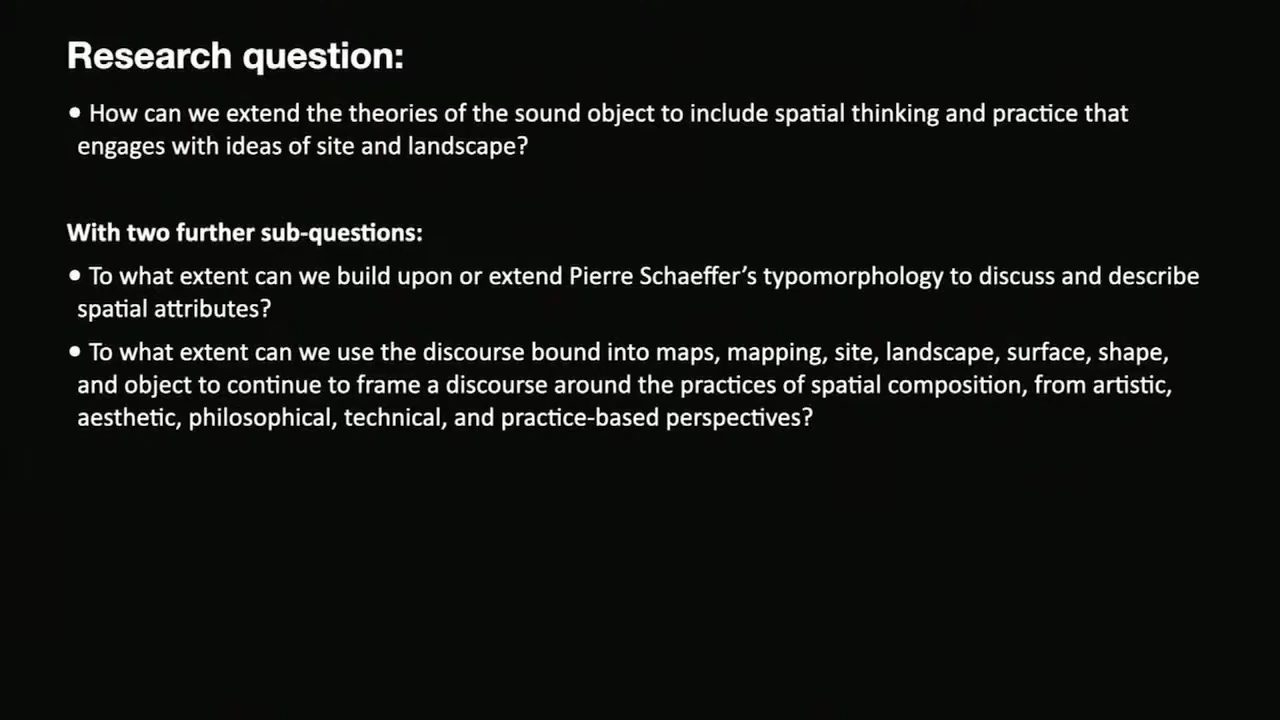 Research question:
• How can we extend the theories of the sound object to include spatial thinking and practice that
engages with ideas of site and landscape?
With two further sub-questions:
• To what extent can we build upon or extend Pierre Schaeffer’s typomorphology to discuss and describe
spatial attributes?
• To what extent can we use the discourse bound into maps, mapping, site, landscape, surface, shape,
and object to continue to frame a discourse around the practices of spatial composition, from artistic,
aesthetic, philosophical, technical, and practice-based perspectives?